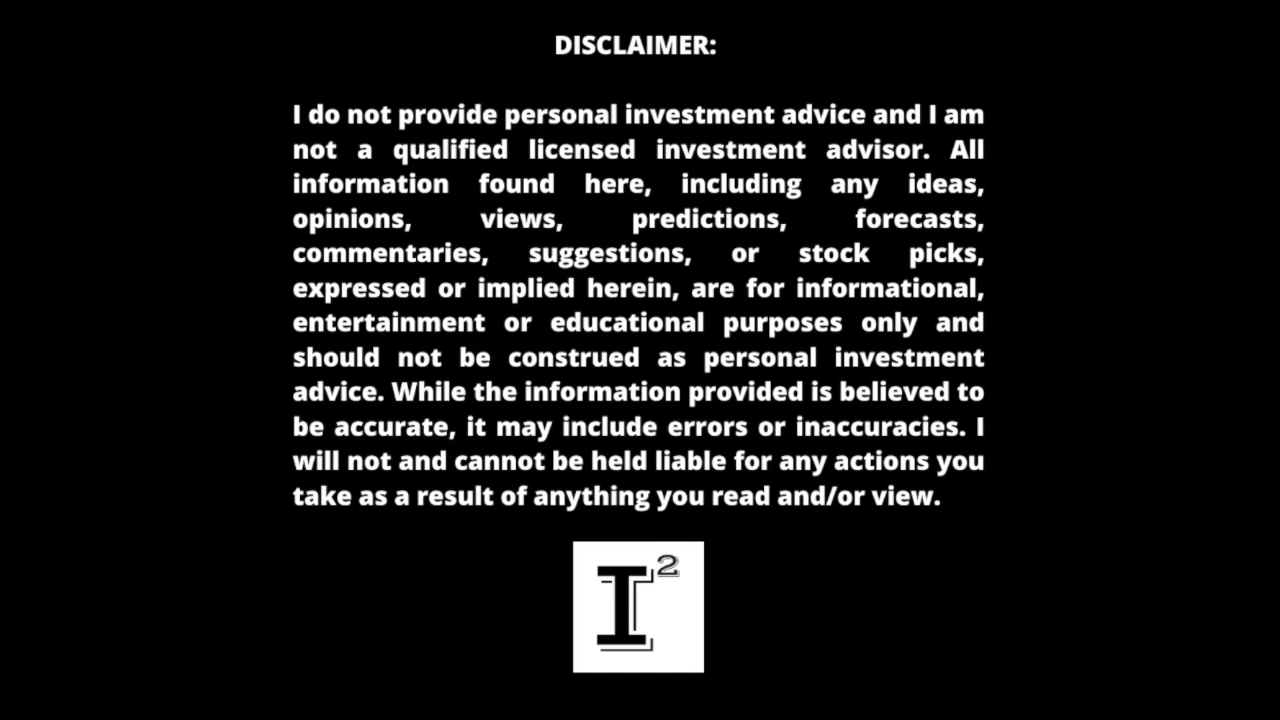 DISCLAIMER:
I do not provide personal investment advice and I am
not a qualified licensed investment advisor. All
information found here, including any ideas,
opinions, views, predictions, forecasts,
commentaries, suggestions, or stock picks,
expressed or implied herein, are for informational,
entertainment or educational purposes only and
should not be construed as personal investment
advice. While the information provided is believed to
be accurate, it may include errors or inaccuracies. I
will not and cannot be held liable for any actions you
take as a result of anything you read and/or view.
I²